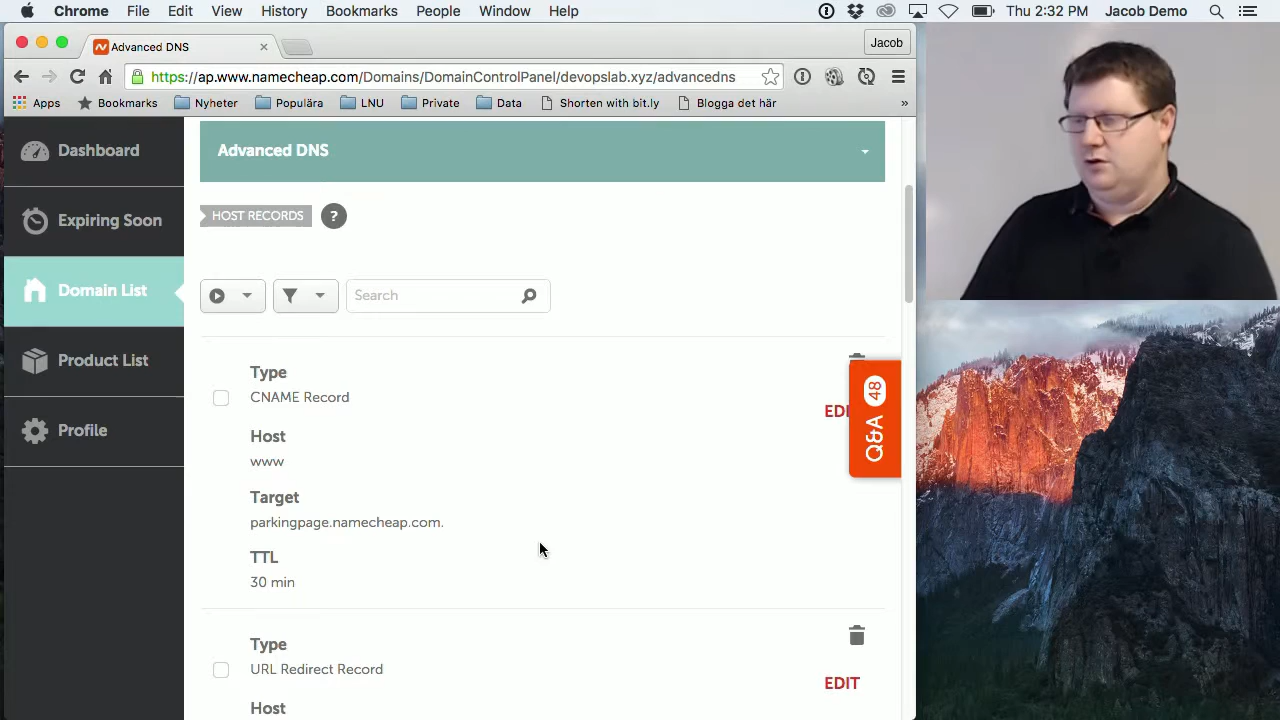 Chrome File Edit View History Bookmarks People Window Help Thu 2:32 PM Jacob Demo
Advanced DNS
Jacob
https://ap.www.namecheap.com/Domains/DomainControlPanel/devopslab.xyz/advancedns
Apps Bookmarks Nyheter Populära LNU Private Data Shorten with bit.ly Blogga det här »
Dashboard
Expiring Soon
Domain List
Product List
Profile
Advanced DNS
HOST RECORDS ?
Search
Type
CNAME Record
EDI
Host
www
Target
parkingpage.namecheap.com.
TTL
30 min
Q&A 48
Type
URL Redirect Record
EDIT
Host